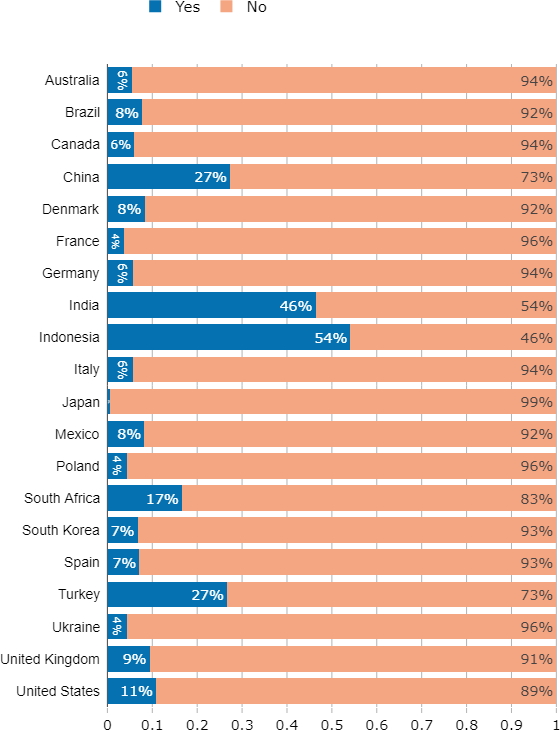 Yes No
Australia 6% 94%
Brazil 8% 92%
Canada 6% 94%
China 27% 73%
Denmark 8% 92%
France 4% 96%
Germany 6% 94%
India 46% 54%
Indonesia 54% 46%
Italy 6% 94%
Japan 99%
Mexico 8% 92%
Poland 4% 96%
South Africa 17% 83%
South Korea 7% 93%
Spain 7% 93%
Turkey 27% 73%
Ukraine 4% 96%
United Kingdom 9% 91%
United States 11% 89%
0 0.1 0.2 0.3 0.4 0.5 0.6 0.7 0.8 0.9 1